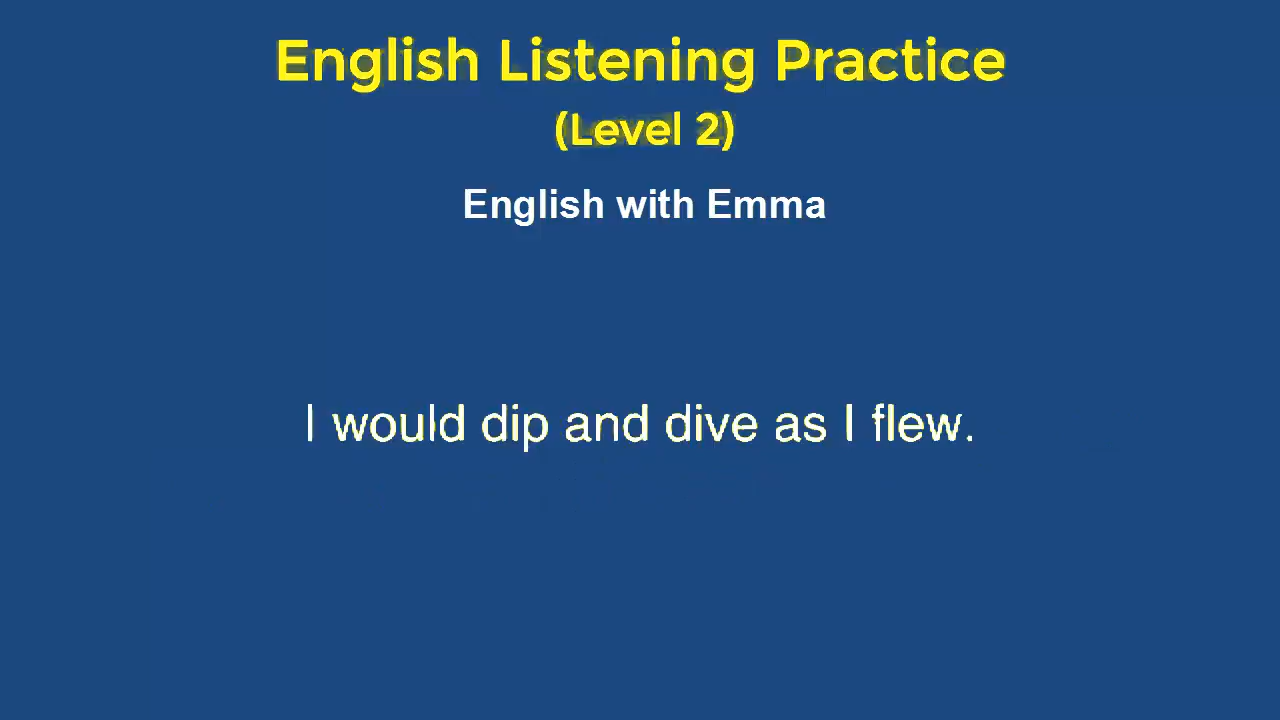 English Listening Practice
(Level 2)
English with Emma
I would dip and dive as I flew.